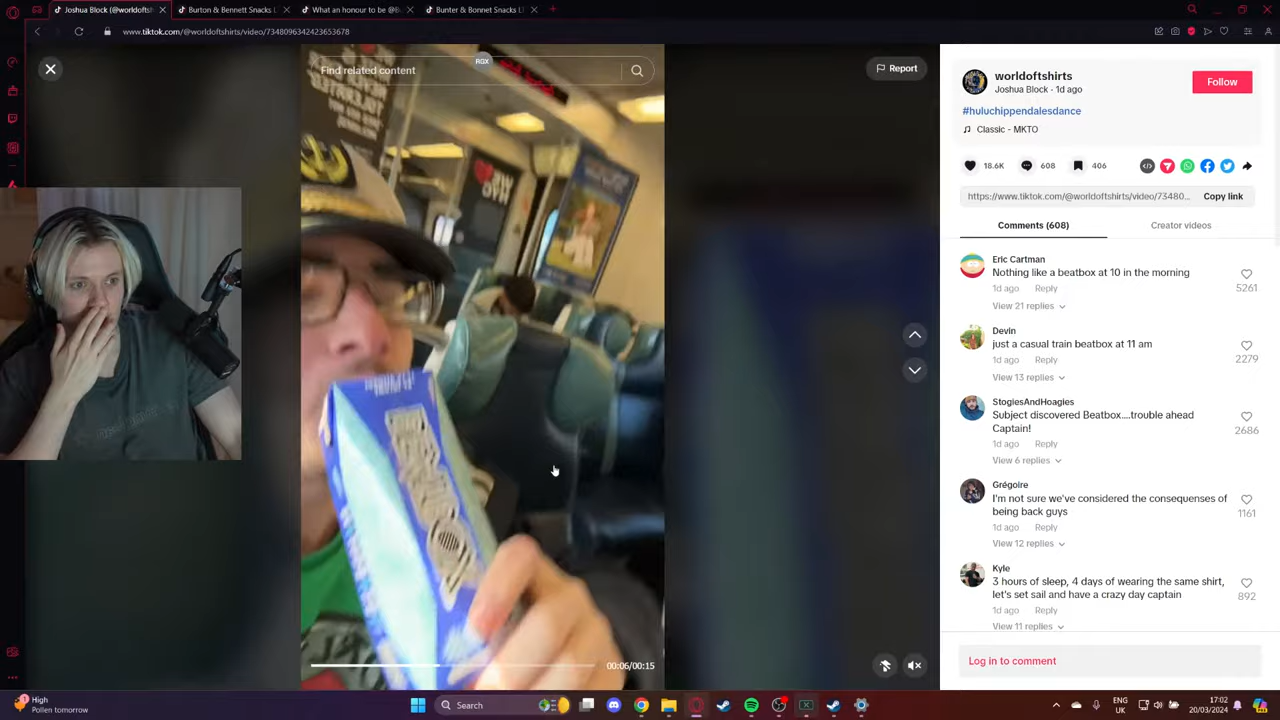 Joshua Block (@worldofsh
Burton & Bennett Snacks L
What an honour to be @B
Bunter & Bonnet Snacks L
www.tiktok.com/@worldoftshirts/video/7348096342423653678
Find related content
RGX
Report
worldoftshirts
Joshua Block · 1d ago
Follow
#huluchippendalesdance
Classic - MKTO
18.6K
608
406
https://www.tiktok.com/@worldoftshirts/video/73480...
Copy link
Comments (608)
Creator videos
Eric Cartman
Nothing like a beatbox at 10 in the morning
1d ago
Reply
5261
View 21 replies
Devin
just a casual train beatbox at 11 am
1d ago
Reply
2279
View 13 replies
StogiesAndHoagies
Subject discovered Beatbox....trouble ahead
Captain!
1d ago
Reply
2686
View 6 replies
Grégoire
I'm not sure we've considered the consequenses of
being back guys
1d ago
Reply
1161
View 12 replies
Kyle
3 hours of sleep, 4 days of wearing the same shirt,
let's set sail and have a crazy day captain
1d ago
Reply
892
View 11 replies
Log in to comment
00:06/00:15
High
Pollen tomorrow
Search
ENG
UK
17:02
20/03/2024